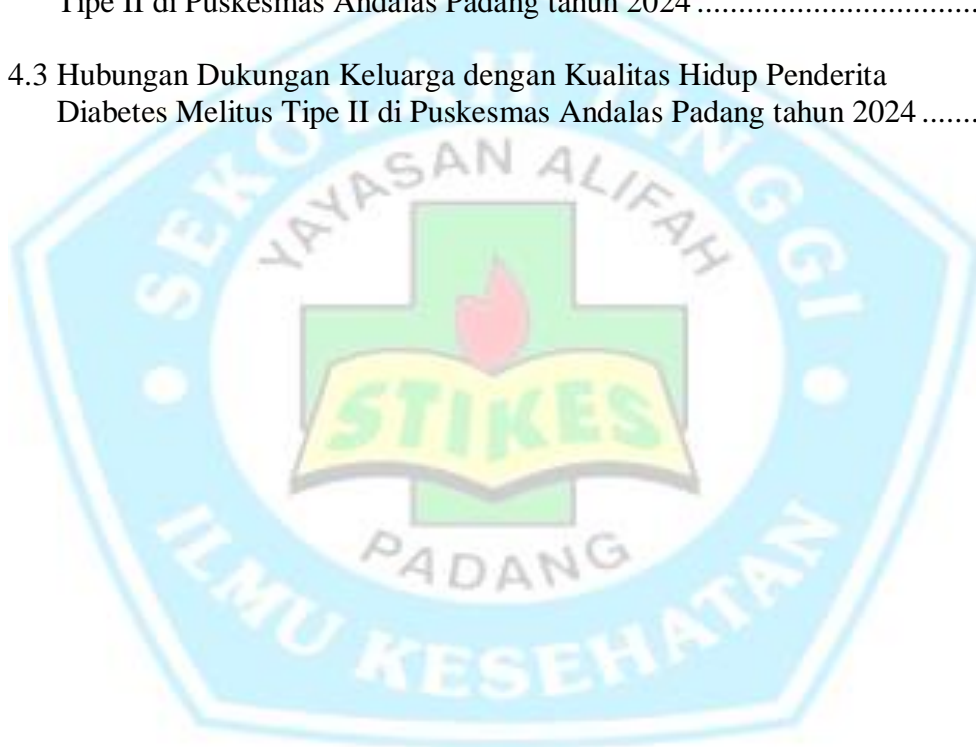 Tipe II di Puskesmas Andalas Padang tahun 2024 ................................
4.3 Hubungan Dukungan Keluarga dengan Kualitas Hidup Penderita
Diabetes Melitus Tipe II di Puskesmas Andalas Padang tahun 2024 .......
SEKOLAH TINGGI
YAYASAN ALIFAH
STIKES
PADANG
ILMU KESEHATAN